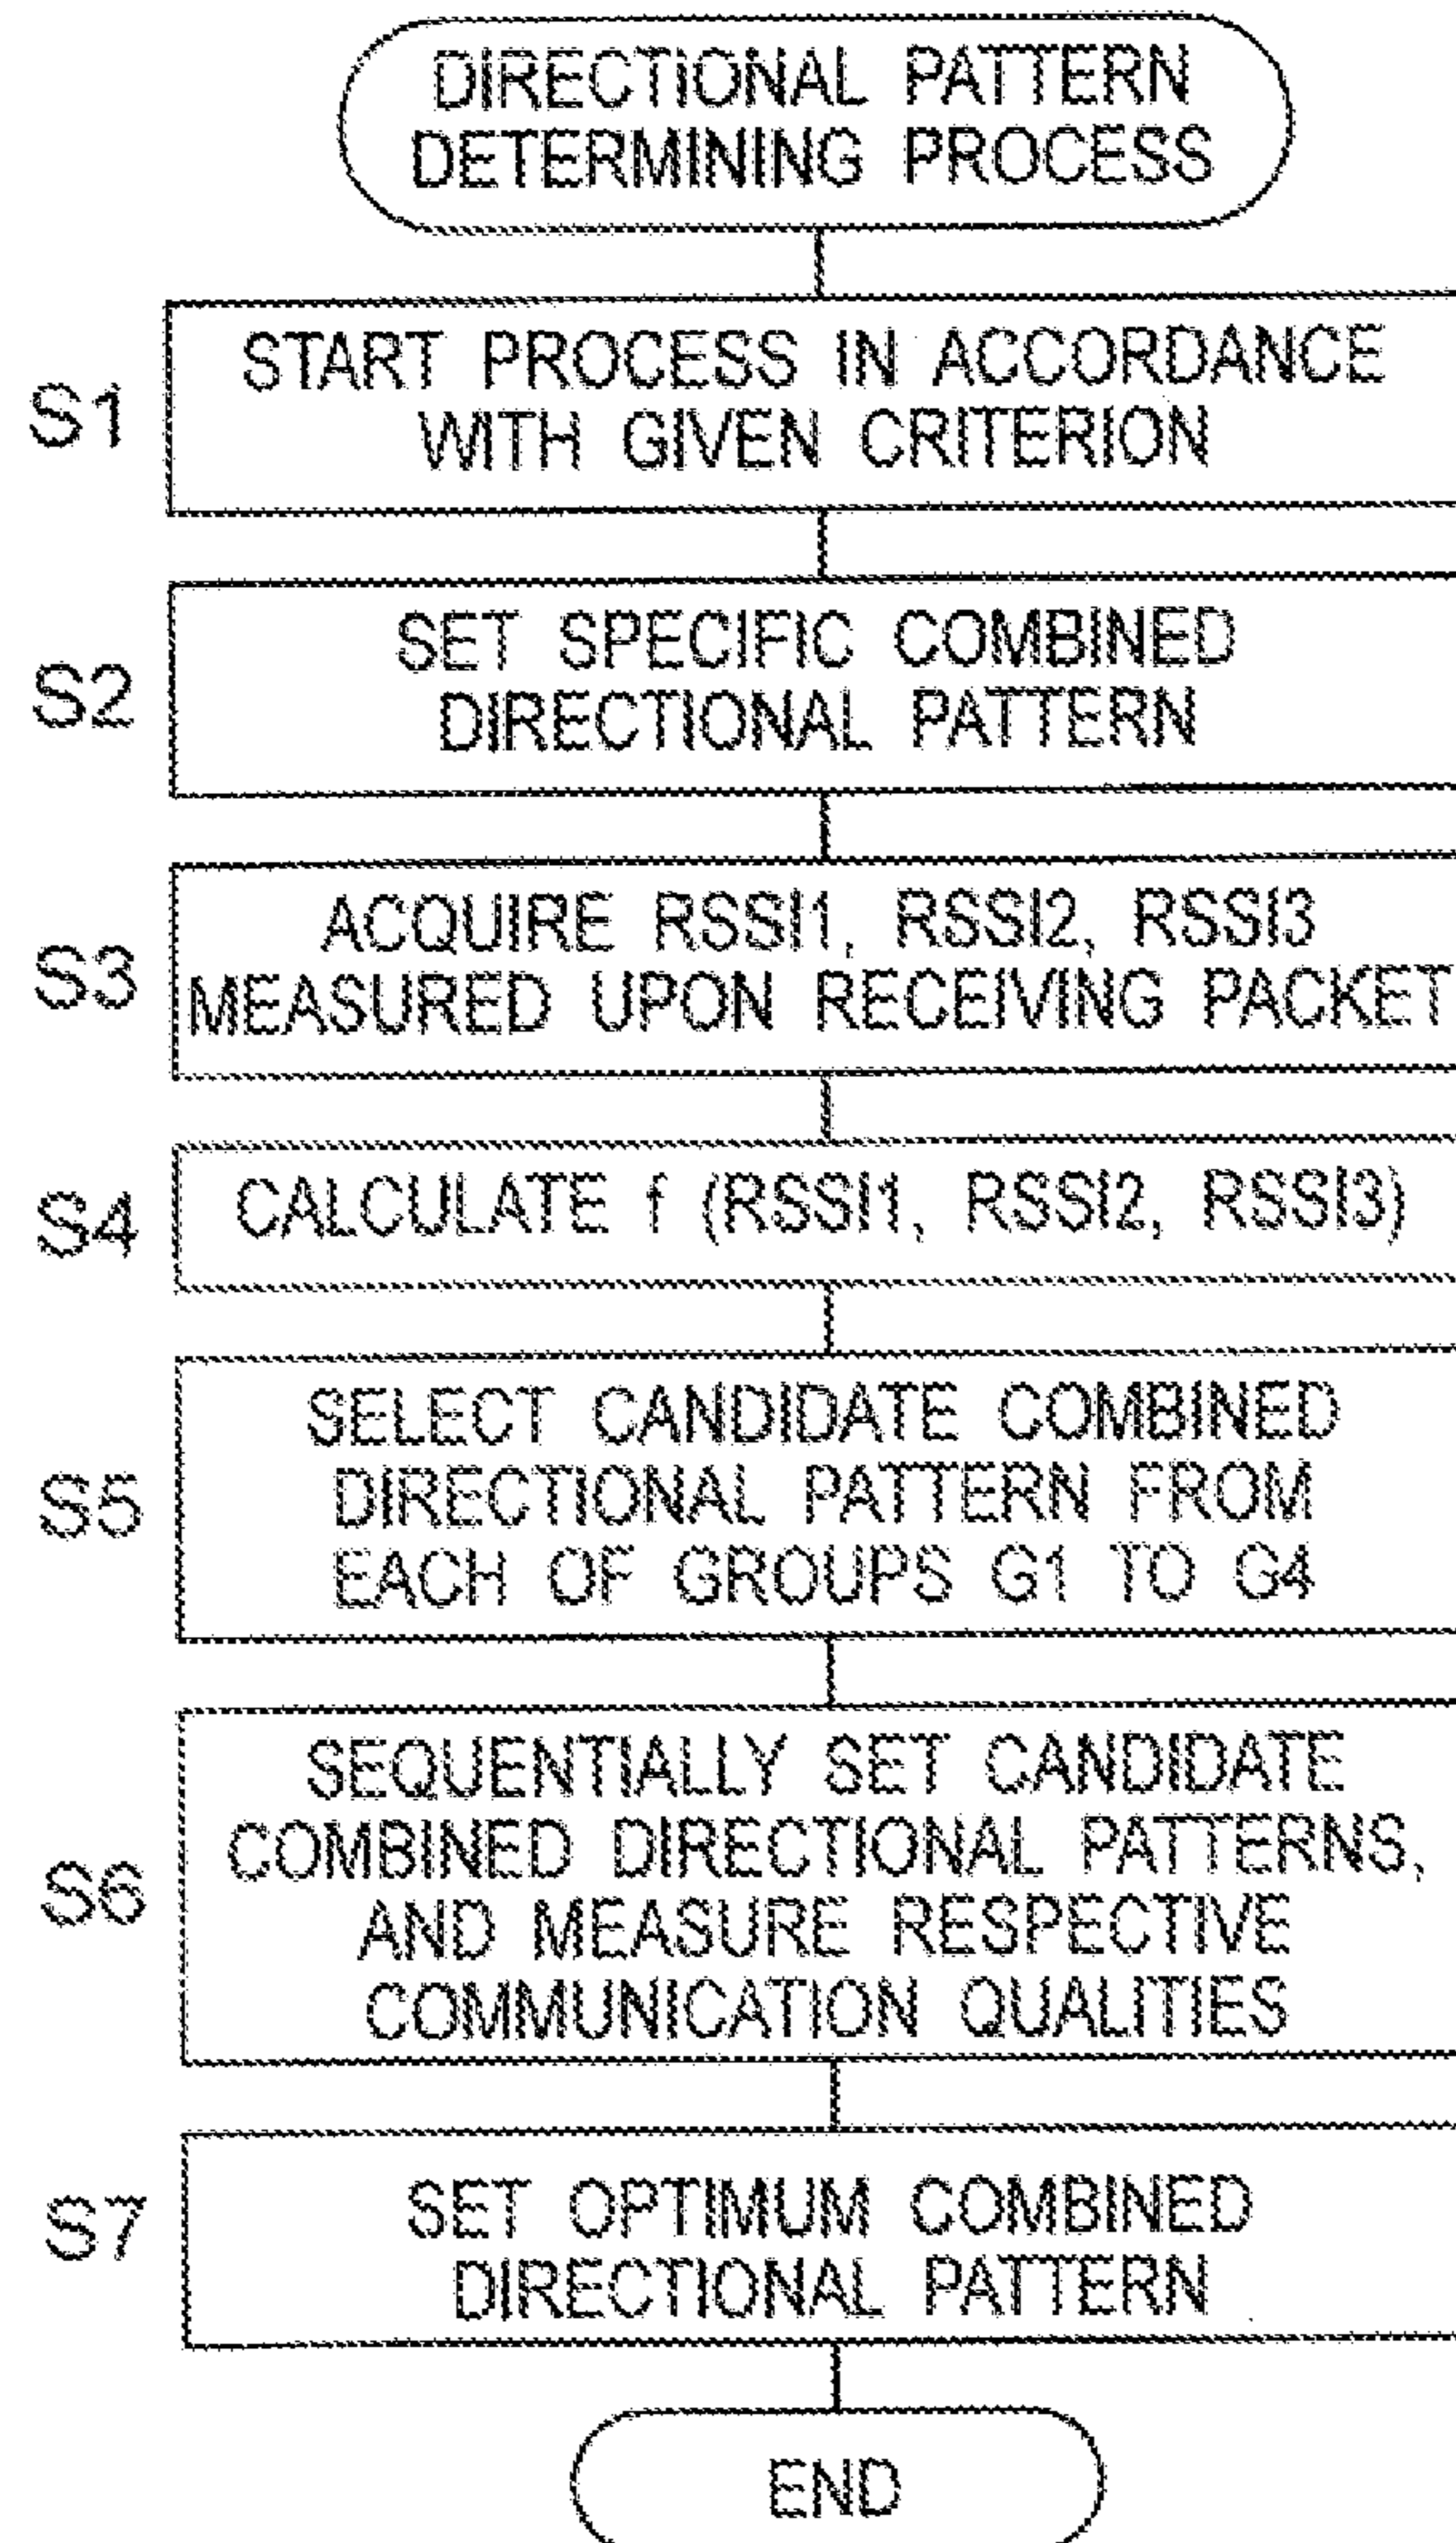 DIRECTIONAL PATTERN
DETERMINING PROCESS
S1
START PROCESS IN ACCORDANCE
WITH GIVEN CRITERION
S2
SET SPECIFIC COMBINED
DIRECTIONAL PATTERN
S3
ACQUIRE RSSI1, RSSI2, RSSI3
MEASURED UPON RECEIVING PACKET
S4
CALCULATE f (RSSI1, RSSI2, RSSI3)
S5
SELECT CANDIDATE COMBINED
DIRECTIONAL PATTERN FROM
EACH OF GROUPS G1 TO G4
S6
SEQUENTIALLY SET CANDIDATE
COMBINED DIRECTIONAL PATTERNS,
AND MEASURE RESPECTIVE
COMMUNICATION QUALITIES
S7
SET OPTIMUM COMBINED
DIRECTIONAL PATTERN
END